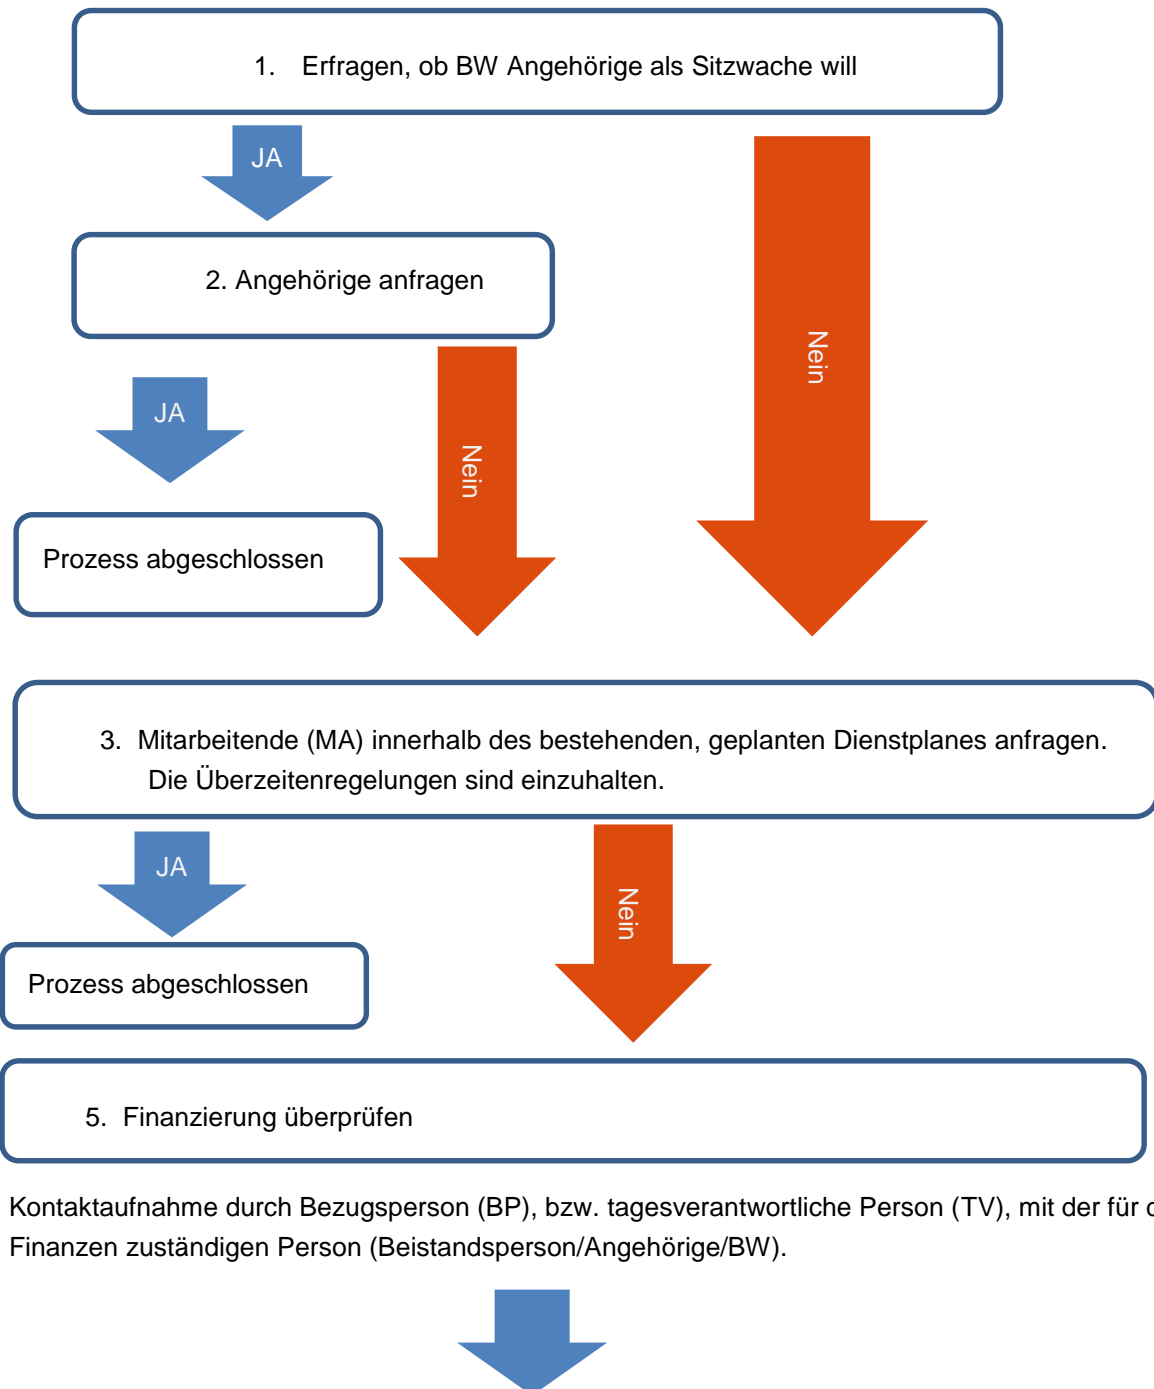 1. Erfragen, ob BW Angehörige als Sitzwache will
JA
Nein
2. Angehörige anfragen
JA
Nein
Prozess abgeschlossen
3. Mitarbeitende (MA) innerhalb des bestehenden, geplanten Dienstplanes anfragen.
Die Überzeitenregelungen sind einzuhalten.
JA
Nein
Prozess abgeschlossen
5. Finanzierung überprüfen
Kontaktaufnahme durch Bezugsperson (BP), bzw. tagesverantwortliche Person (TV), mit der für
Finanzen zuständigen Person (Beistandsperson/Angehörige/BW).